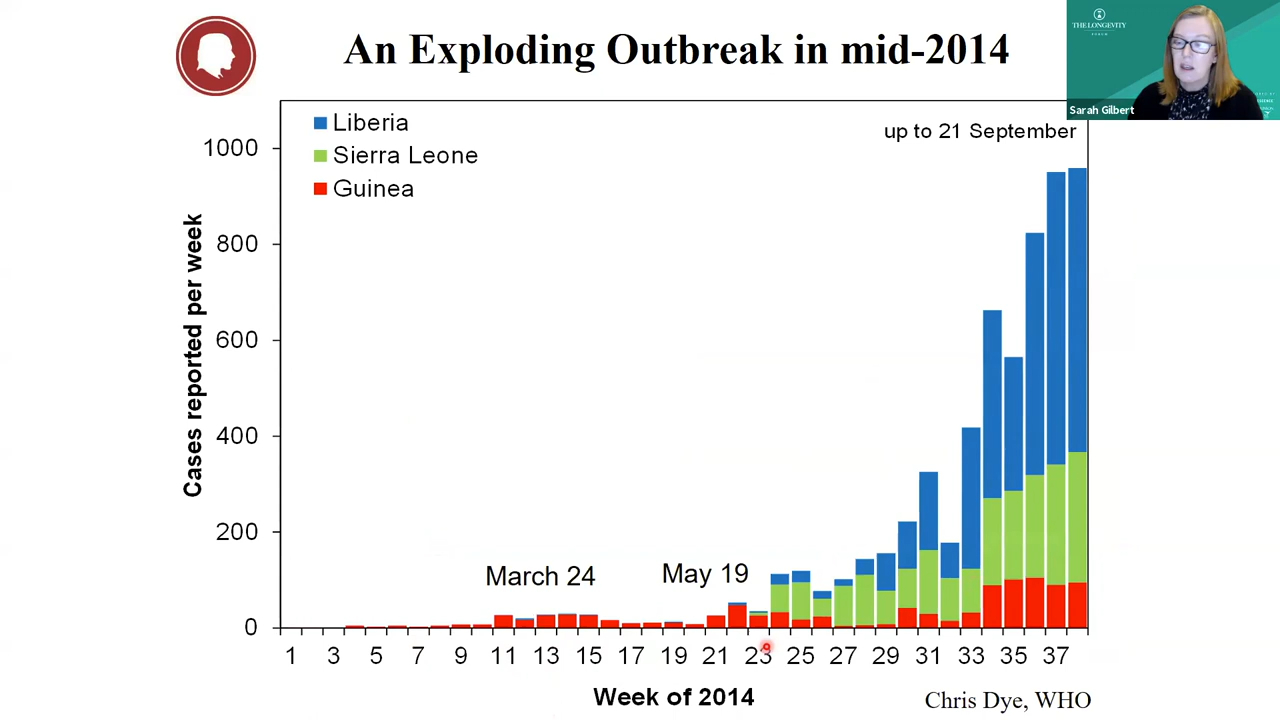 An Exploding Outbreak in mid-2014
THE LONGEVITY
FORUM
Sarah Gilbert
Liberia
Sierra Leone
Guinea
up to 21 September
Cases reported per week
1000
800
600
400
200
0
March 24
May 19
1 3 5 7 9 11 13 15 17 19 21 23 25 27 29 31 33 35 37
Week of 2014
Chris Dye, WHO